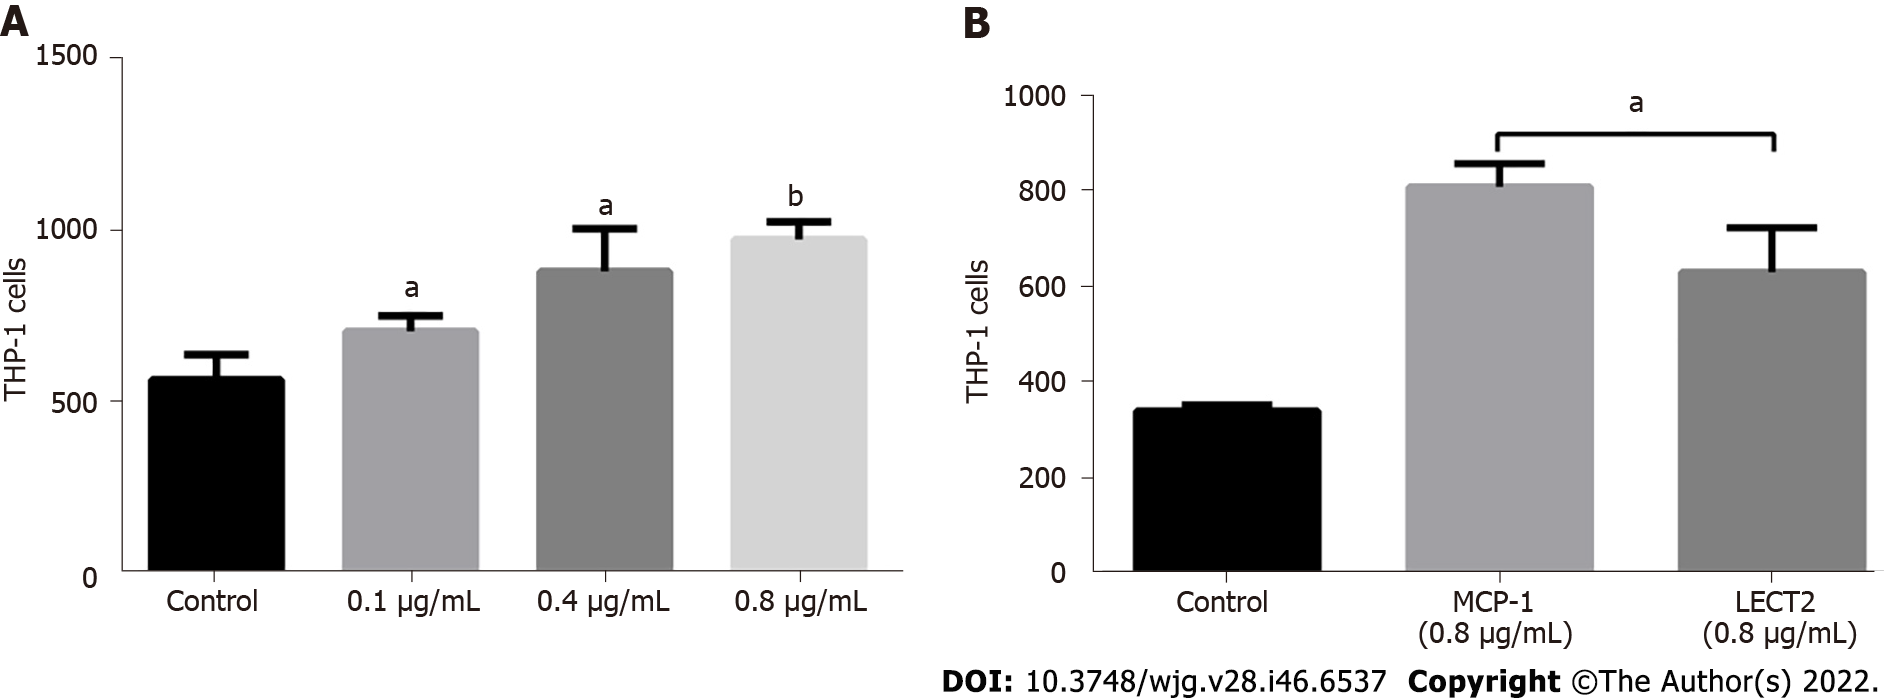 A
1500
1000
500
0
THP-1 cells
a
a
b
Control
0.1 µg/mL
0.4 µg/mL
0.8 µg/mL
B
1000
800
600
400
200
0
THP-1 cells
a
Control
MCP-1
(0.8 µg/mL)
LECT2
(0.8 µg/mL)
DOI: 10.3748/wjg.v28.i46.6537 Copyright ©The Author(s) 2022.